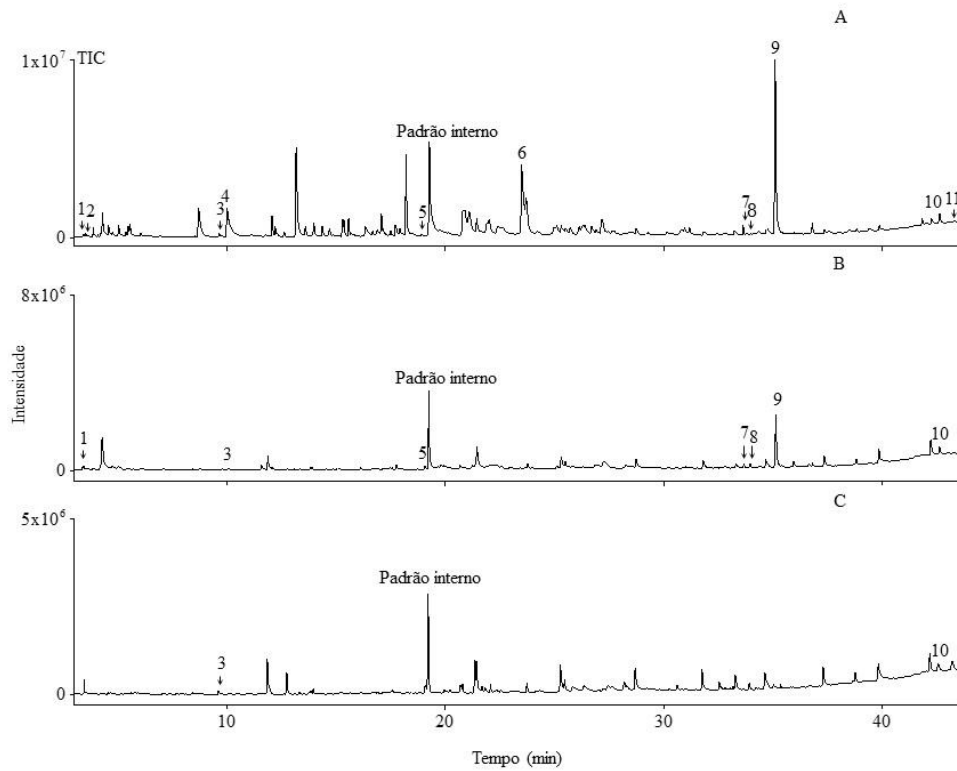 A
1x10⁷
TIC
9
Padrão interno
6
4
12
3
5
7
8
10
11
0
B
8x10⁶
Padrão interno
9
1
3
5
7
8
10
0
Intensidade
C
5x10⁶
Padrão interno
3
10
0
10
20
30
40
Tempo (min)